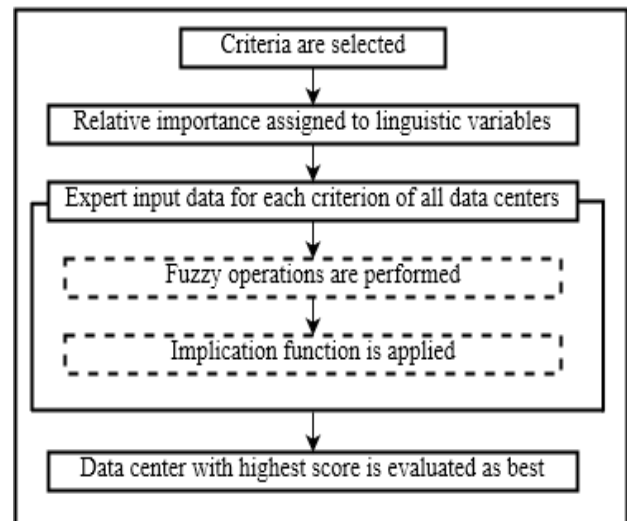 Criteria are selected
Relative importance assigned to linguistic variables
Expert input data for each criterion of all data centers
Fuzzy operations are performed
Implication function is applied
Data center with highest score is evaluated as best